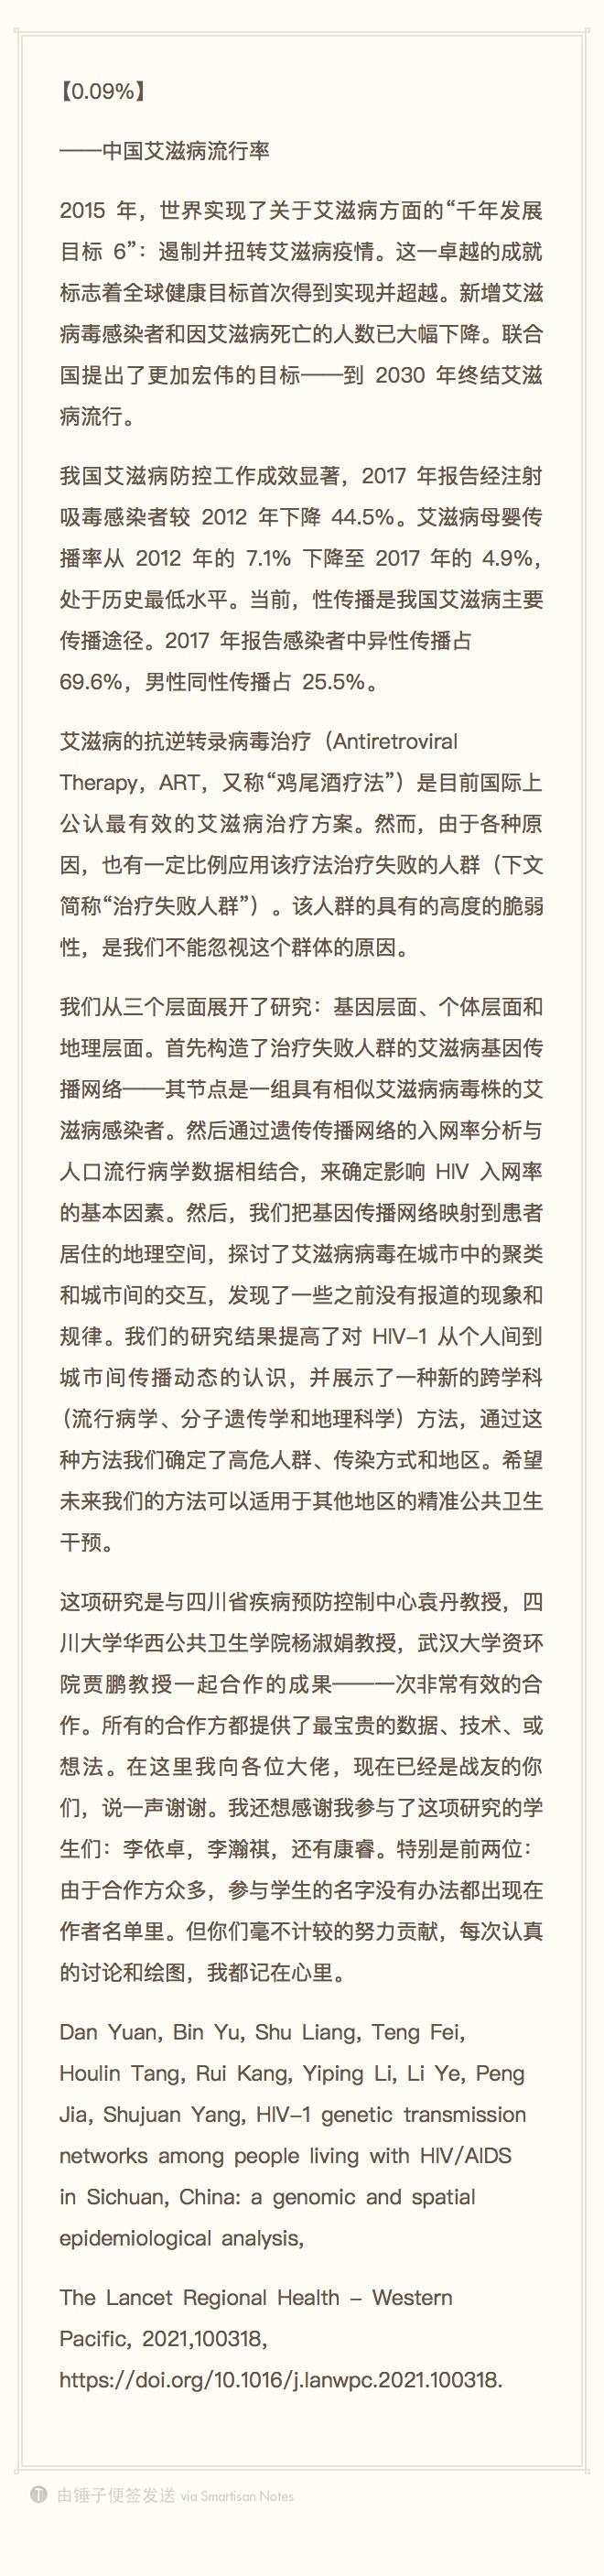 【0.09%】
——中国艾滋病流行率
2015 年，世界实现了关于艾滋病方面的“千年发展
目标 6”：遏制并扭转艾滋病疫情。这一卓越的成就
标志着全球健康目标首次得到实现并超越。新增艾滋
病毒感染者和因艾滋病死亡的人数已大幅下降。联合
国提出了更加宏伟的目标——到 2030 年终结艾滋
病流行。
我国艾滋病防控工作成效显著，2017 年报告经注射
吸毒感染者较 2012 年下降 44.5%。艾滋病母婴传
播率从 2012 年的 7.1% 下降至 2017 年的 4.9%，
处于历史最低水平。当前，性传播是我国艾滋病主要
传播途径。2017 年报告感染者中异性传播占
69.6%，男性同性传播占 25.5%。
艾滋病的抗逆转录病毒治疗（Antiretroviral
Therapy，ART，又称“鸡尾酒疗法”）是目前国际上
公认最有效的艾滋病治疗方案。然而，由于各种原
因，也有一定比例应用该疗法治疗失败的人群（下文
简称“治疗失败人群”）。该人群的具有的高度的脆弱
性，是我们不能忽视这个群体的原因。
我们从三个层面展开了研究：基因层面、个体层面和
地理层面。首先构造了治疗失败人群的艾滋病基因传
播网络——其节点是一组具有相似艾滋病病毒株的艾
滋病感染者。然后通过遗传传播网络的入网率分析与
人口流行病学数据相结合，来确定影响 HIV 入网率
的基本因素。然后，我们把基因传播网络映射到患者
居住的地理空间，探讨了艾滋病病毒在城市中的聚类
和城市间的交互，发现了一些之前没有报道的现象和
规律。我们的研究结果提高了对 HIV-1 从个人间到
城市间传播动态的认识，并展示了一种新的跨学科
（流行病学、分子遗传学和地理科学）方法，通过这
种方法我们确定了高危人群、传染方式和地区。希望
未来我们的方法可以适用于其他地区的精准公共卫生
干预。
这项研究是与四川省疾病预防控制中心袁丹教授，四
川大学华西公共卫生学院杨淑娟教授，武汉大学资环
院贾鹏教授一起合作的成果——一次非常有效的合
作。所有的合作方都提供了最宝贵的数据、技术、或
想法。在这里我向各位大佬，现在已经是战友的你
们，说一声谢谢。我还想感谢我参与了这项研究的学
生们：李依卓，李瀚祺，还有康睿。特别是前两位：
由于合作方众多，参与学生的名字没有办法都出现在
作者名单里。但你们毫不计较的努力贡献，每次认真
的讨论和绘图，我都记在心里。
Dan Yuan, Bin Yu, Shu Liang, Teng Fei,
Houlin Tang, Rui Kang, Yiping Li, Li Ye, Peng
Jia, Shujuan Yang, HIV-1 genetic transmission
networks among people living with HIV/AIDS
in Sichuan, China: a genomic and spatial
epidemiological analysis,
The Lancet Regional Health – Western
Pacific, 2021,100318,
https://doi.org/10.1016/j.lanwpc.2021.100318.
由锤子便签发送 via Smartisan Notes